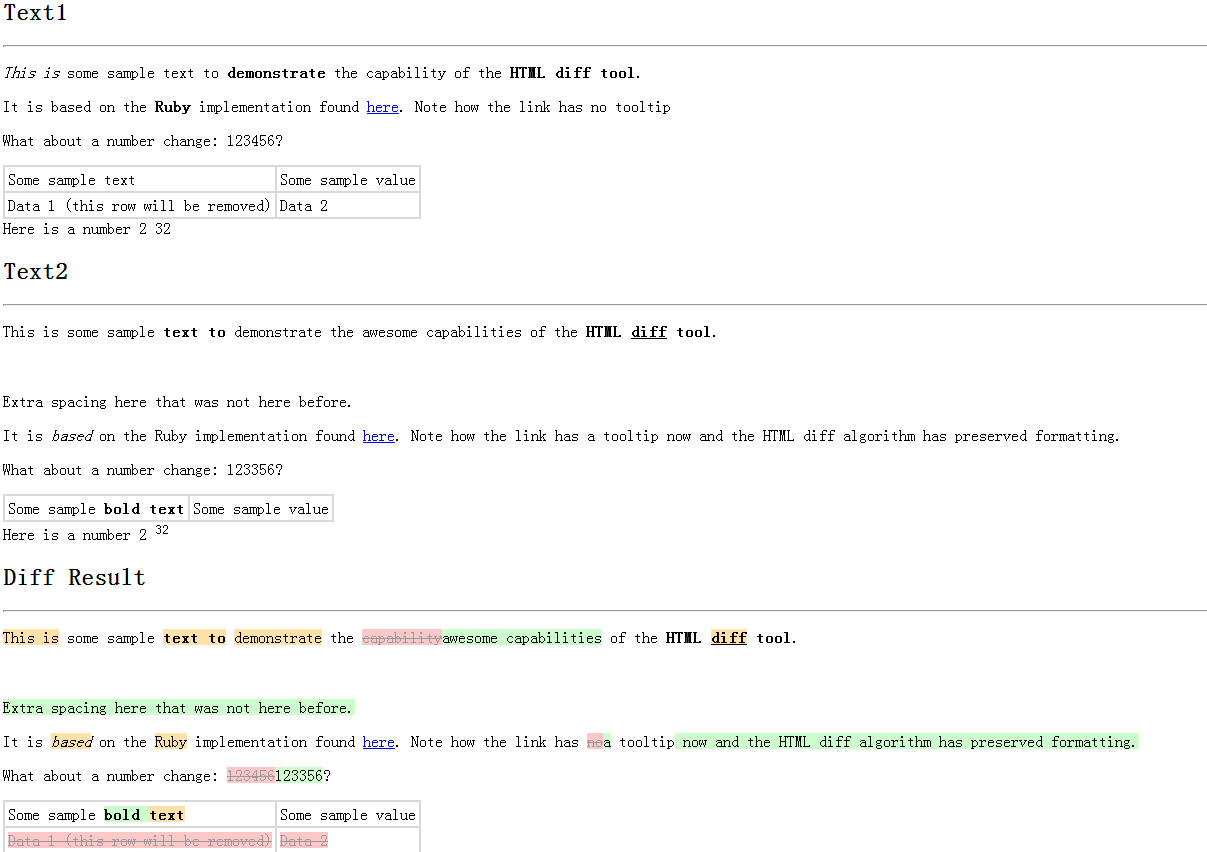 Text1
This is some sample text to demonstrate the capability of the HTML diff tool.
It is based on the Ruby implementation found here. Note how the link has no tooltip
What about a number change: 123456?
Some sample text Some sample value
Data 1 (this row will be removed) Data 2
Here is a number 2 32
Text2
This is some sample text to demonstrate the awesome capabilities of the HTML diff tool.
Extra spacing here that was not here before.
It is based on the Ruby implementation found here. Note how the link has a tooltip now and the HTML diff algorithm has preserved formatting.
What about a number change: 123356?
Some sample bold text Some sample value
Here is a number 2 32
Diff Result
This is some sample text to demonstrate the capabilityawesome capabilities of the HTML diff tool.
Extra spacing here that was not here before.
It is based on the Ruby implementation found here. Note how the link has noa tooltip now and the HTML diff algorithm has preserved formatting.
What about a number change: 123456123356?
Some sample bold text Some sample value
Data 1 (this row will be removed) Data 2